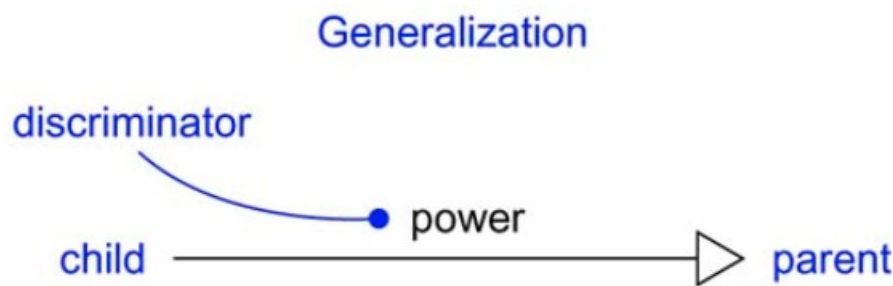 Generalization
discriminator
power
child
parent